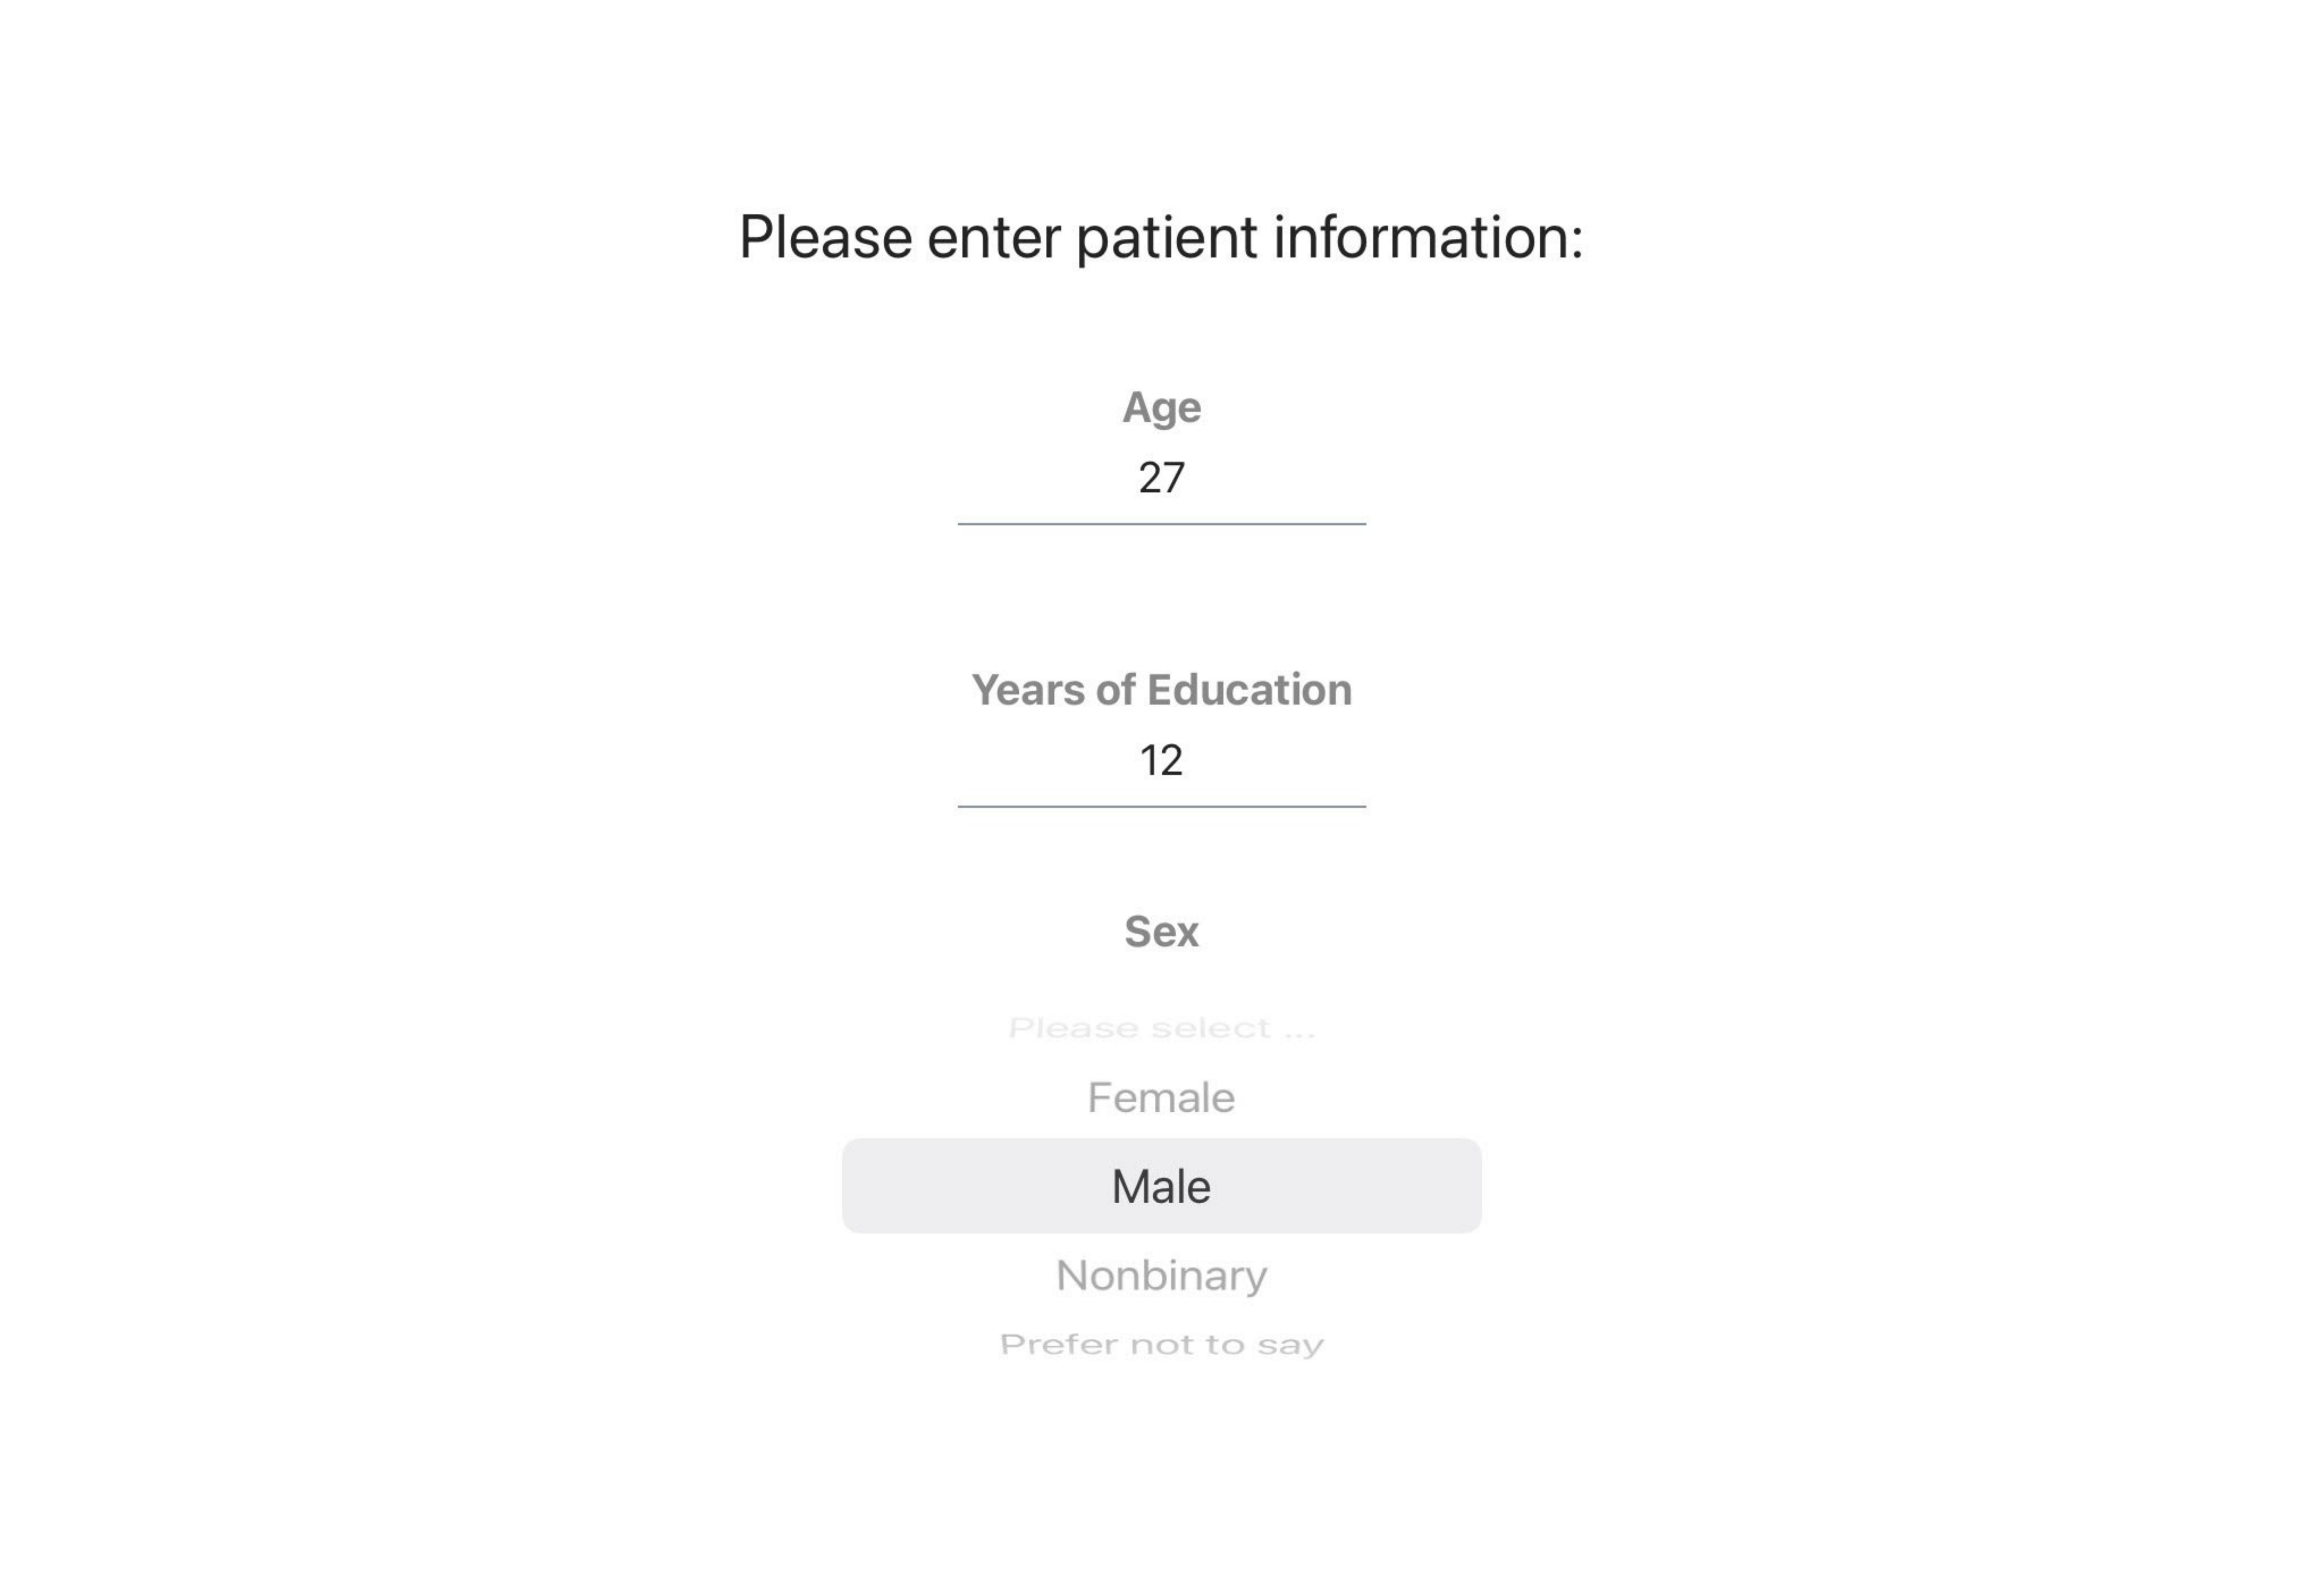 Please enter patient information:
Age
27
Years of Education
12
Sex
Please select ...
Female
Male
Nonbinary
Prefer not to say